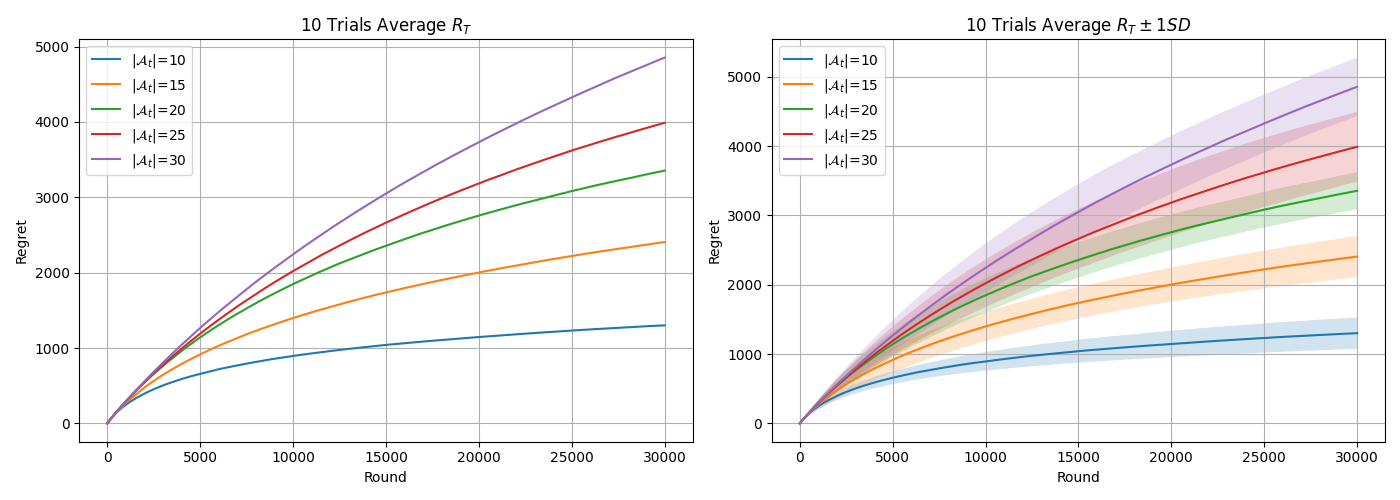 10 Trials Average $R_T$
5000
4000
3000
2000
1000
0
Regret
|𝒜ₜ|=10
|𝒜ₜ|=15
|𝒜ₜ|=20
|𝒜ₜ|=25
|𝒜ₜ|=30
0 5000 10000 15000 20000 25000 30000
Round
10 Trials Average $R_T \pm 1SD$
5000
4000
3000
2000
1000
0
Regret
|𝒜ₜ|=10
|𝒜ₜ|=15
|𝒜ₜ|=20
|𝒜ₜ|=25
|𝒜ₜ|=30
0 5000 10000 15000 20000 25000 30000
Round